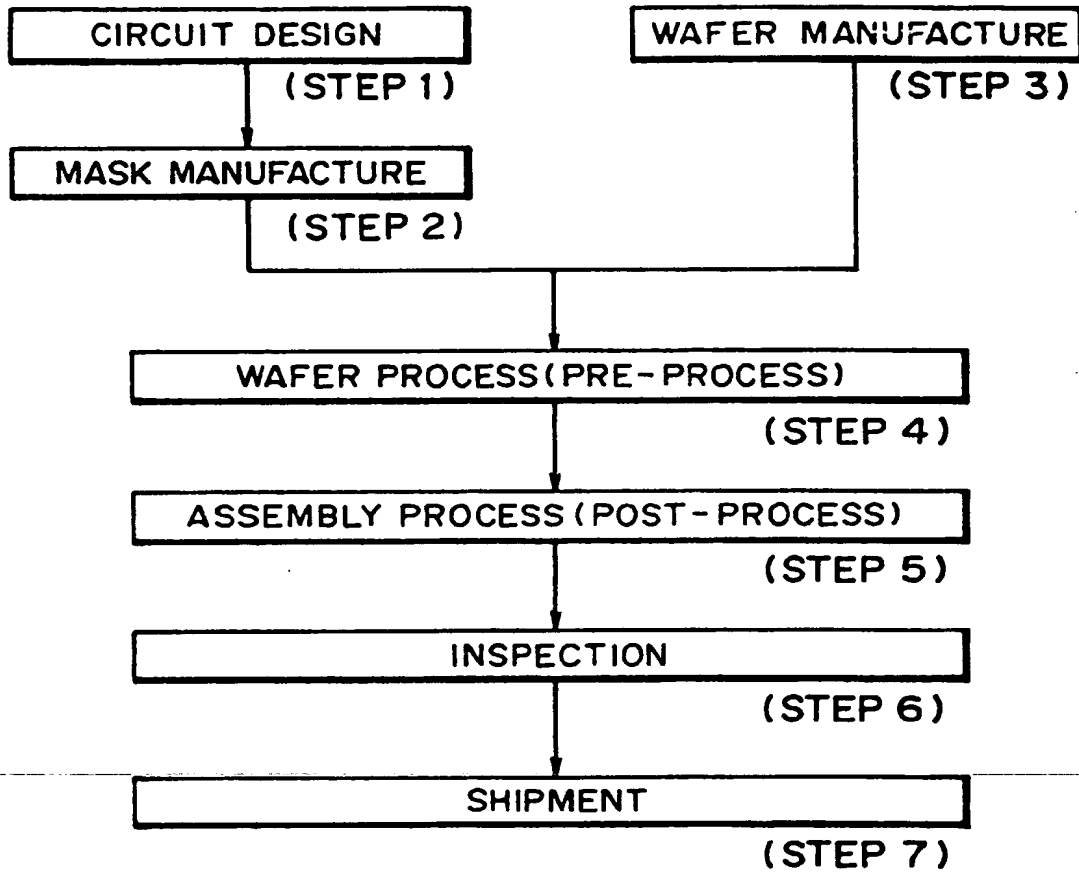 CIRCUIT DESIGN
(STEP 1)
MASK MANUFACTURE
(STEP 2)
WAFER MANUFACTURE
(STEP 3)
WAFER PROCESS (PRE-PROCESS)
(STEP 4)
ASSEMBLY PROCESS (POST-PROCESS)
(STEP 5)
INSPECTION
(STEP 6)
SHIPMENT
(STEP 7)